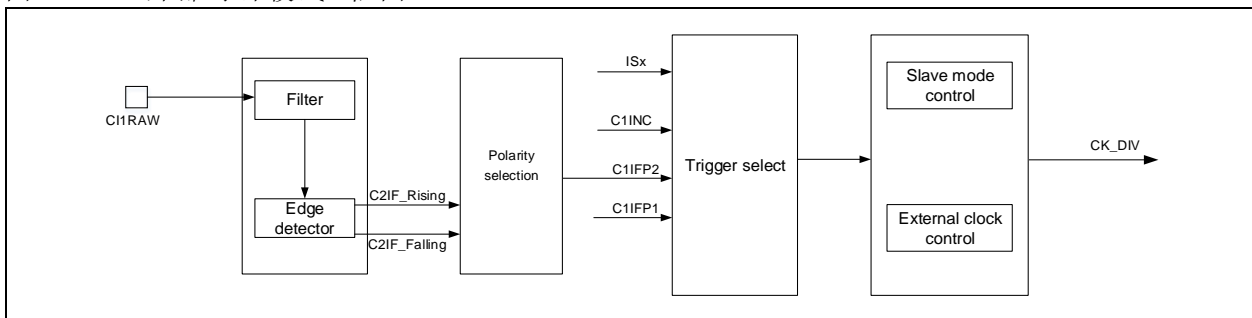 CI1RAW
Filter
Edge
detector
C2IF_Rising
C2IF_Falling
Polarity
selection
ISx
C1INC
C1IFP2
C1IFP1
Trigger select
Slave mode
control
External clock
control
CK_DIV